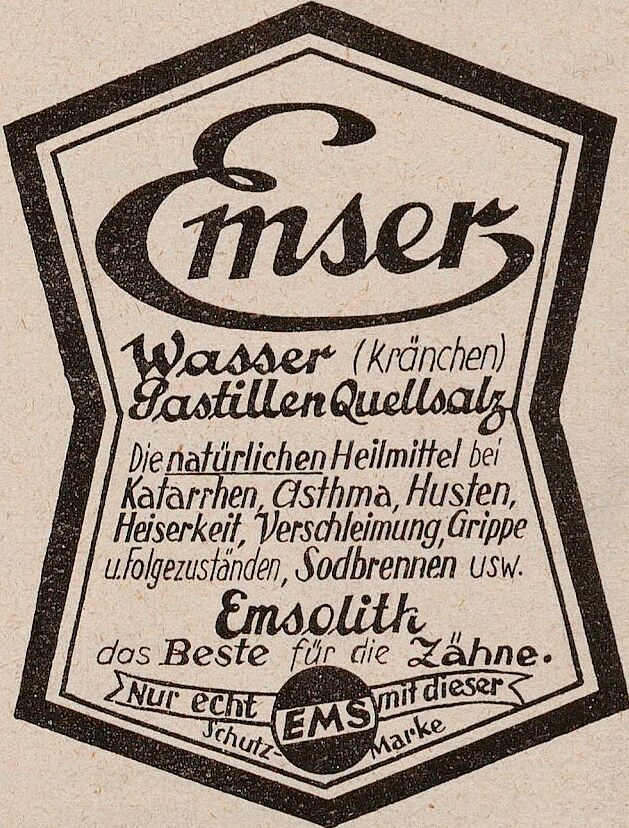 Emser
Wasser (Kränchen)
Pastillen Quellsalz
Die natürlichen Heilmittel bei
Katarrhen, Asthma, Husten,
Heiserkeit, Verschleimung, Grippe
u. Folgezuständen, Sodbrennen usw.
Emsolith
das Beste für die Zähne.
Nur echt EMS mit dieser
Schutz-Marke